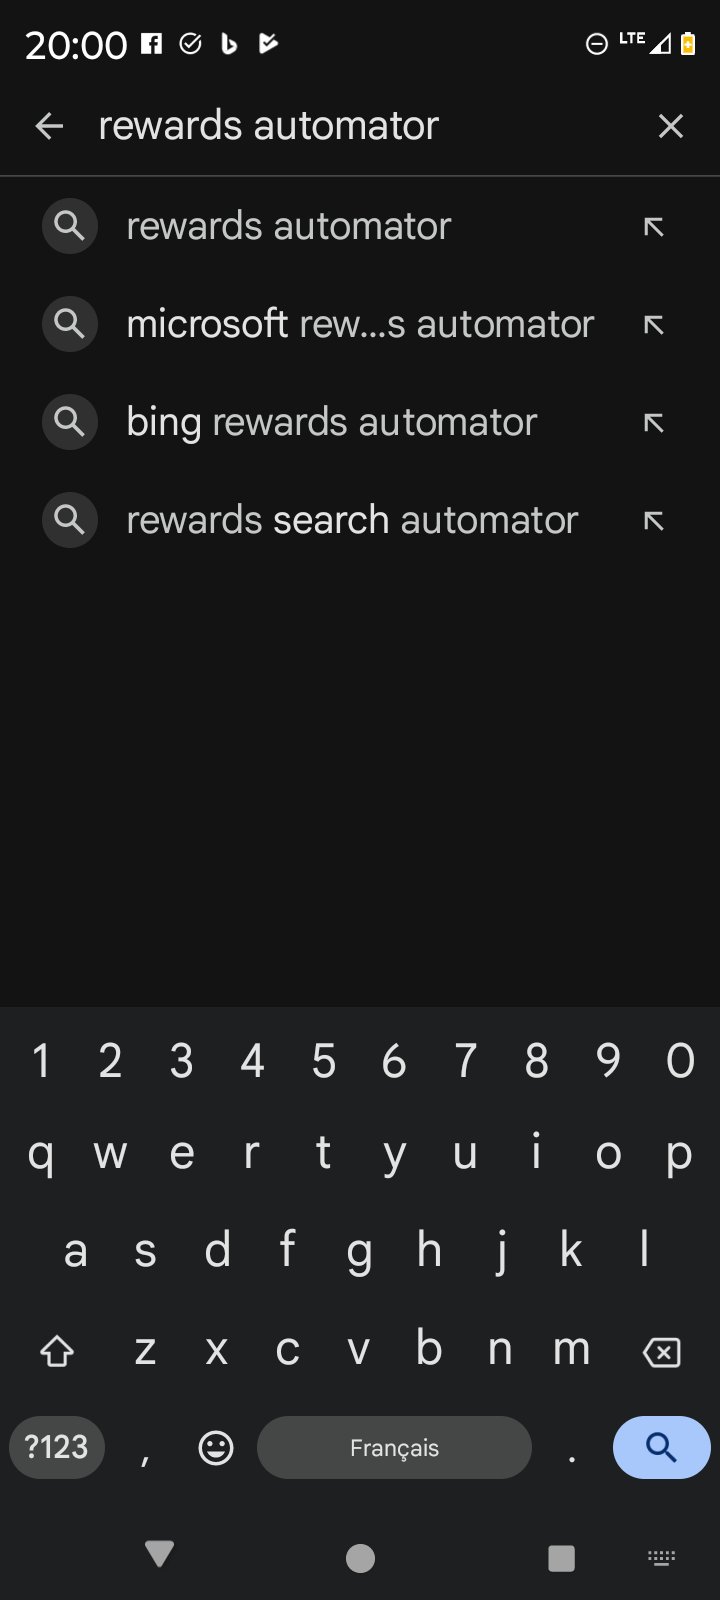 20:00 LTE
rewards automator
rewards automator
microsoft rew...s automator
bing rewards automator
rewards search automator
1 2 3 4 5 6 7 8 9 0
q w e r t y u i o p
a s d f g h j k l
z x c v b n m
?123 , Français .